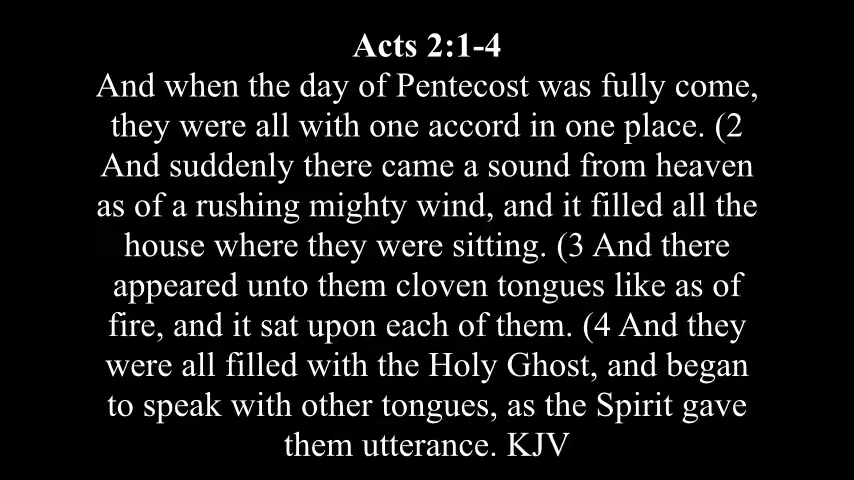 Acts 2:1-4
And when the day of Pentecost was fully come,
they were all with one accord in one place. (2
And suddenly there came a sound from heaven
as of a rushing mighty wind, and it filled all the
house where they were sitting. (3 And there
appeared unto them cloven tongues like as of
fire, and it sat upon each of them. (4 And they
were all filled with the Holy Ghost, and began
to speak with other tongues, as the Spirit gave
them utterance. KJV